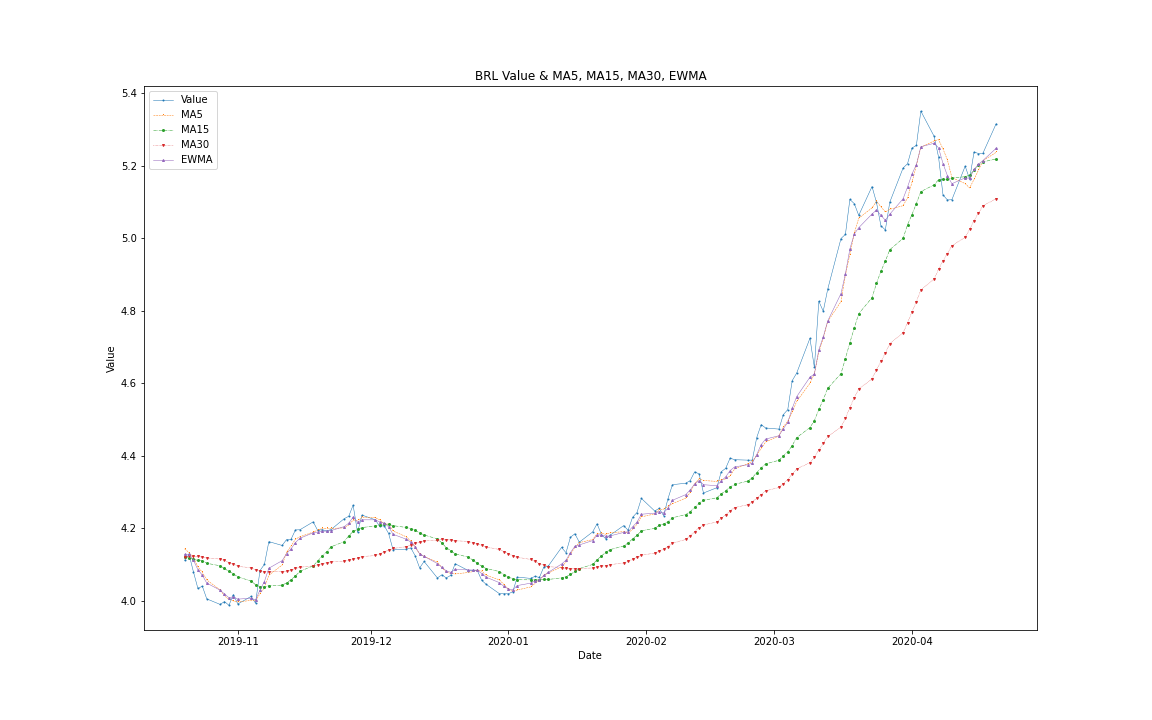 BRL Value & MA5, MA15, MA30, EWMA
Value
MA5
MA15
MA30
EWMA
5.4
5.2
5.0
4.8
4.6
4.4
4.2
4.0
Value
2019-11
2019-12
2020-01
2020-02
2020-03
2020-04
Date